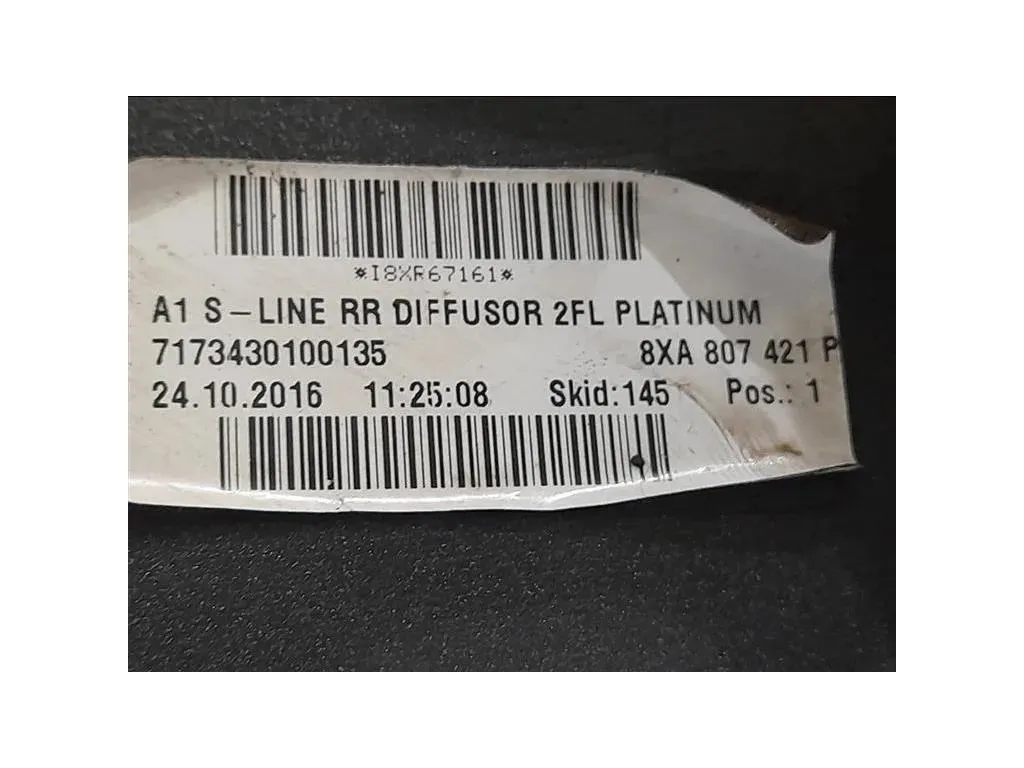 *I8XR67161*
A1 S-LINE RR DIFFUSOR 2FL PLATINUM
7173430100135 8XA 807 421 P
24.10.2016 11:25:08 Skid:145 Pos.: 1